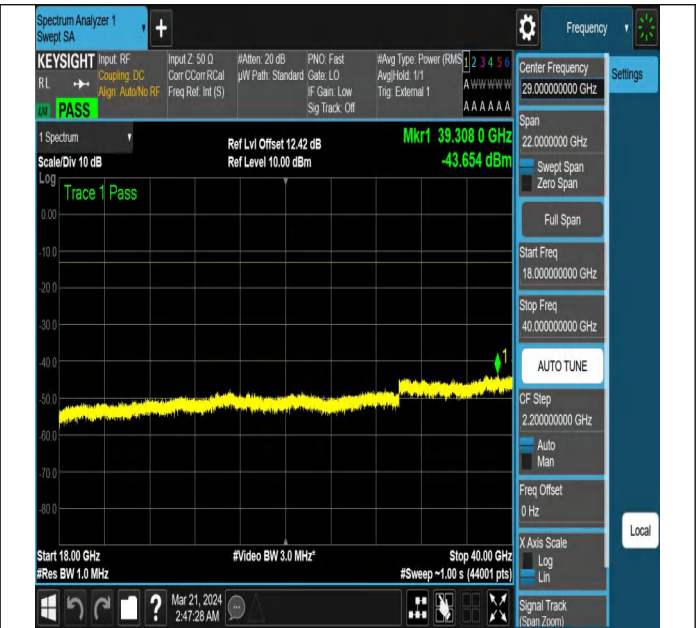 Spectrum Analyzer 1
Swept SA
Frequency
KEYSIGHT
RL
PASS
Input: RF
Coupling: DC
Align: Auto/No RF
Input Z: 50 Ω
Corr CCorr RCal
Freq Ref: Int (S)
#Atten: 20 dB
µW Path: Standard
PNO: Fast
Gate: LO
IF Gain: Low
Sig Track: Off
#Avg Type: Power (RMS
Avg|Hold: 1/1
Trig: External 1
1 2 3 4 5 6
A W W W W W
A A A A A A
1 Spectrum
Scale/Div 10 dB
Log
Ref Lvl Offset 12.42 dB
Ref Level 10.00 dBm
Mkr1 39.308 0 GHz
-43.654 dBm
Trace 1 Pass
0.00
-10.0
-20.0
-30.0
-40.0
-50.0
-60.0
-70.0
-80.0
1
Start 18.00 GHz
#Res BW 1.0 MHz
#Video BW 3.0 MHz*
Stop 40.00 GHz
#Sweep ~1.00 s (44001 pts)
Mar 21, 2024
2:47:28 AM
Center Frequency
29.000000000 GHz
Settings
Span
22.0000000 GHz
Swept Span
Zero Span
Full Span
Start Freq
18.000000000 GHz
Stop Freq
40.000000000 GHz
AUTO TUNE
CF Step
2.200000000 GHz
Auto
Man
Freq Offset
0 Hz
X Axis Scale
Log
Lin
Local
Signal Track
(Span Zoom)